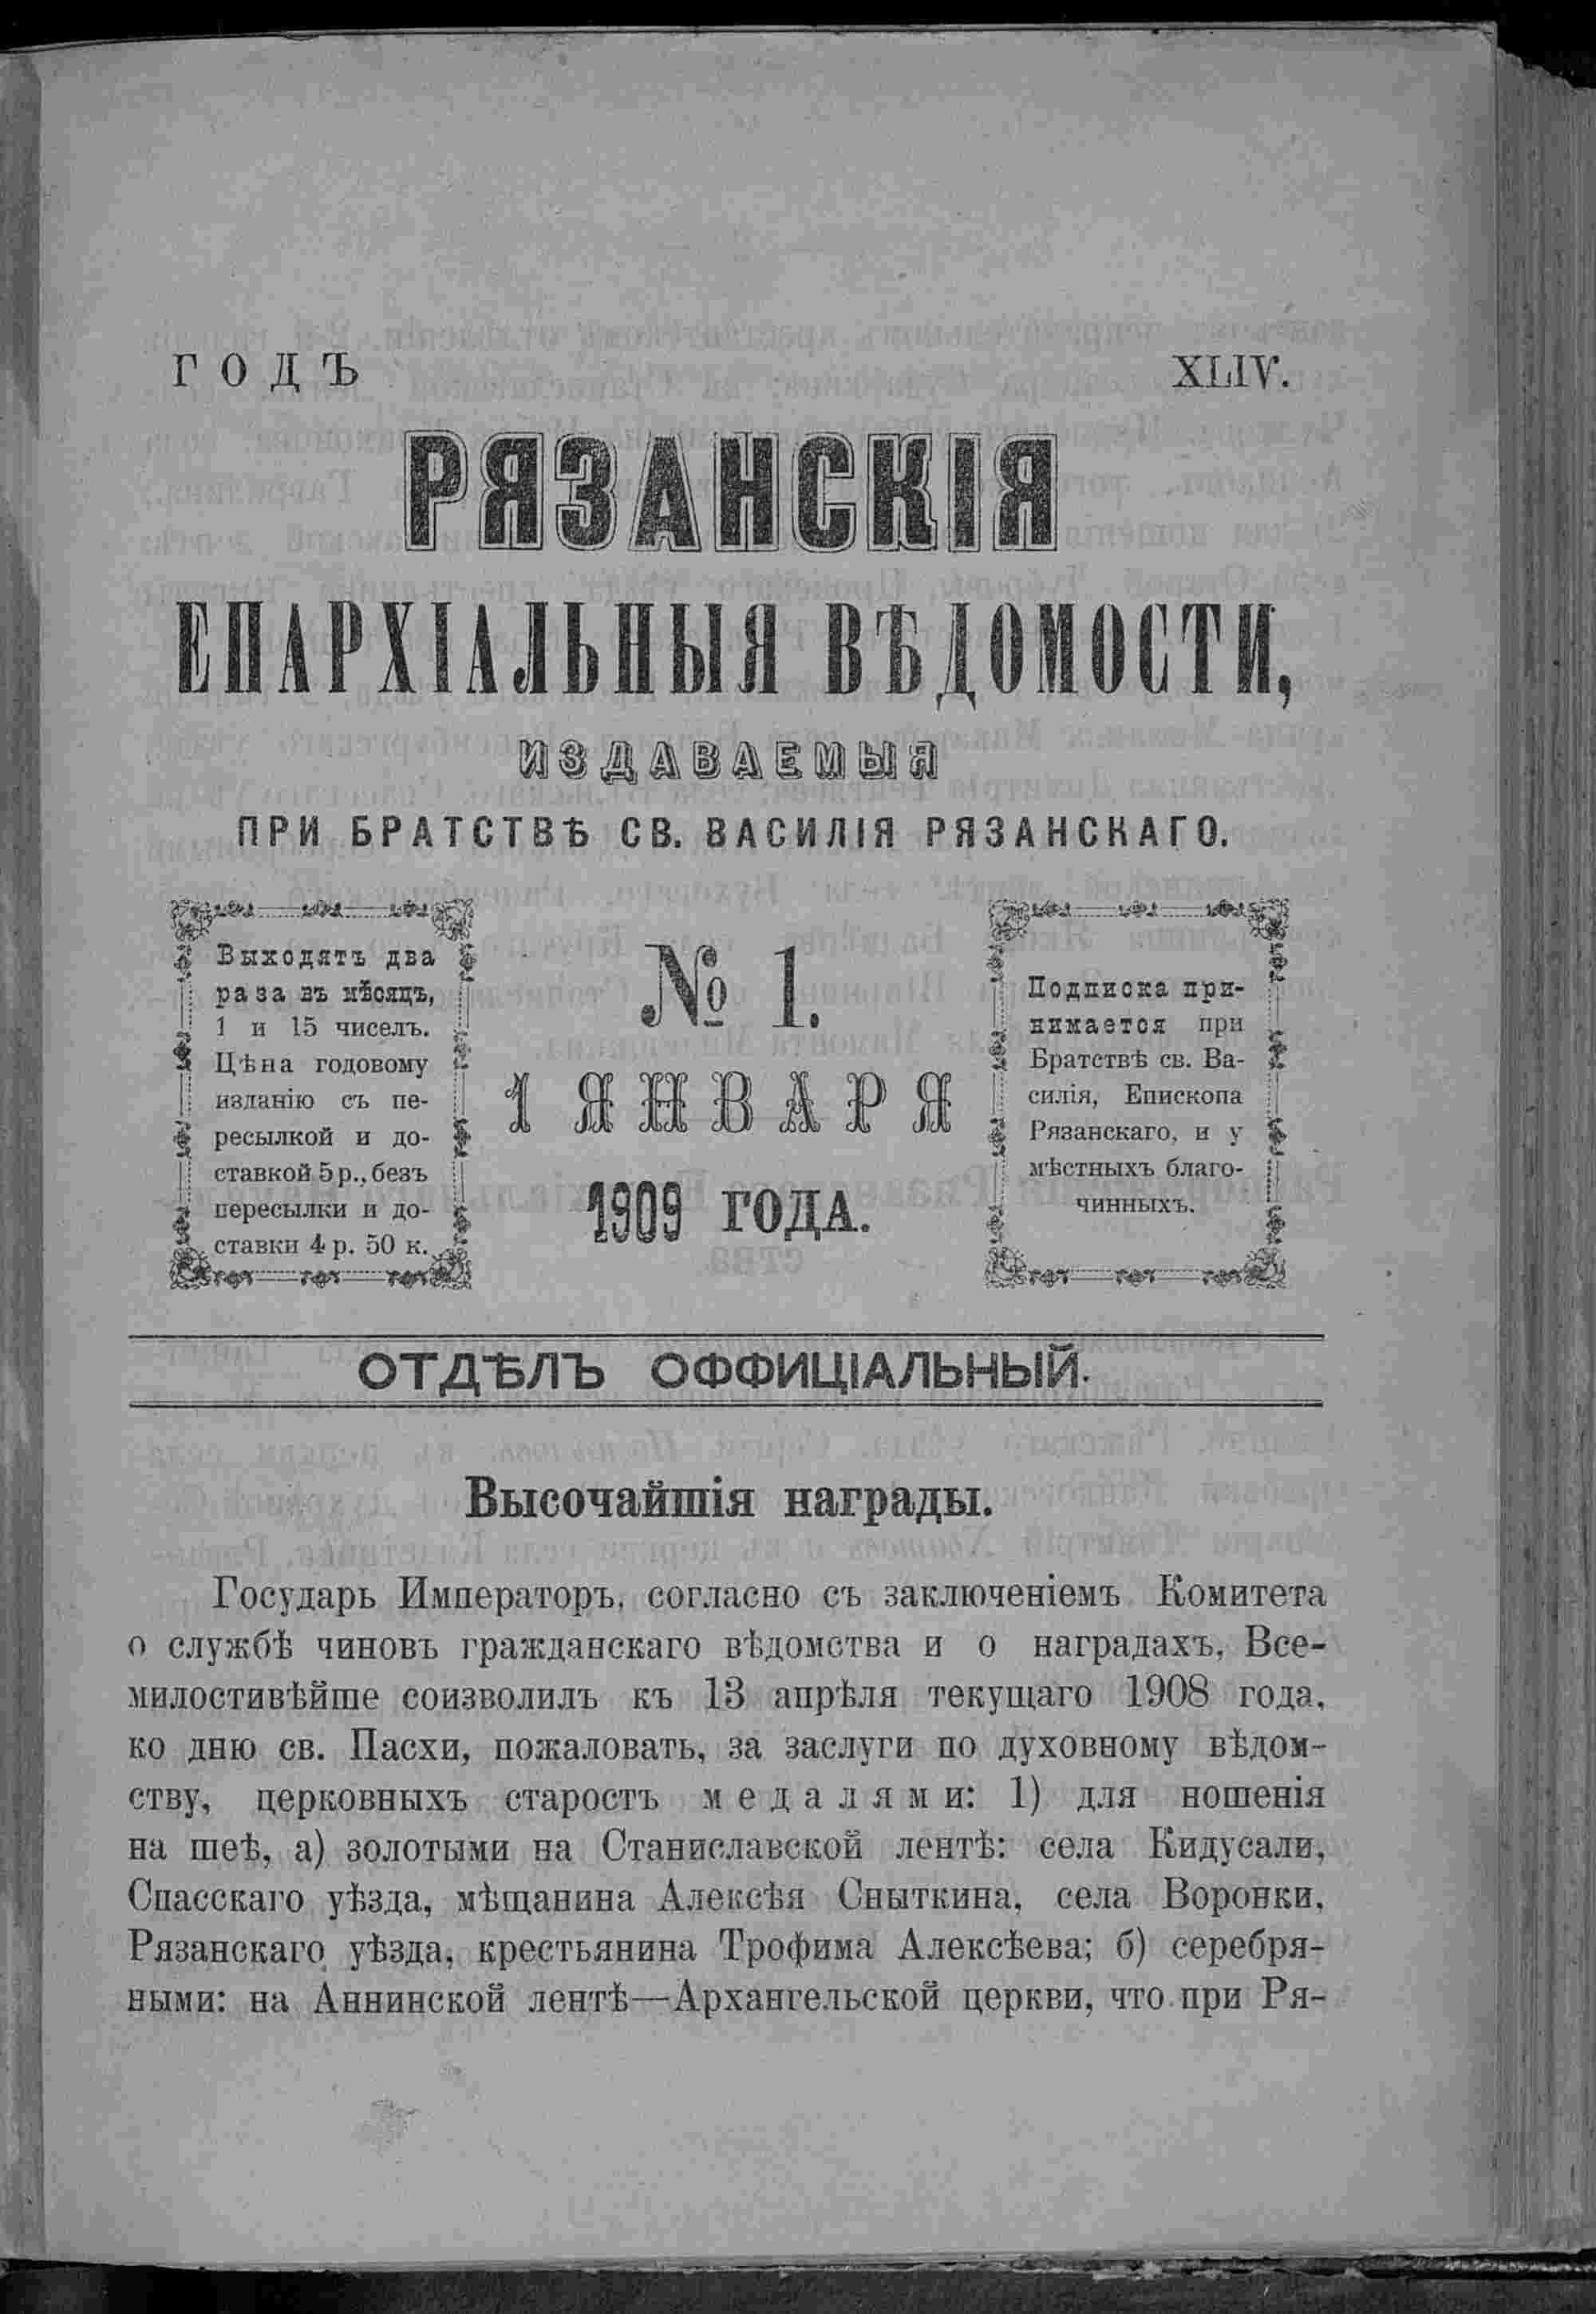 ГОДЪ XLIV.
РЯЗАНСКІЯ
ЕПАРХІАЛЬНЫЯ ВѢДОМОСТИ,
ИЗДАВАЕМЫЯ
ПРИ БРАТСТВѢ СВ. ВАСИЛІЯ РЯЗАНСКАГО.
Выходятъ два
раза въ мѣсяцъ,
1 и 15 чиселъ.
Цѣна годовому
изданію съ пе-
ресылкой и до-
ставкой 5 р., безъ
пересылки и до-
ставки 4 р. 50 к.
№ 1.
1 ЯНВАРЯ
1909 ГОДА.
Подписка при-
нимается при
Братствѣ св. Ва-
силія, Епископа
Рязанскаго, и у
мѣстныхъ благо-
чинныхъ.
ОТДѢЛЪ ОФФИЦІАЛЬНЫЙ.
Высочайшія награды.
Государь Императоръ, согласно съ заключеніемъ Комитета
о службѣ чиновъ гражданскаго вѣдомства и о наградахъ, Все-
милостивѣйше соизволилъ къ 13 апрѣля текущаго 1908 года,
ко дню св. Пасхи, пожаловать, за заслуги по духовному вѣдом-
ству, церковныхъ старостъ медалями: 1) для ношенія
на шеѣ, а) золотыми на Станиславской лентѣ: села Кидусали,
Спасскаго уѣзда, мѣщанина Алексѣя Сныткина, села Воронки,
Рязанскаго уѣзда, крестьянина Трофима Алексѣева; б) серебря-
ными: на Аннинской лентѣ—Архангельской церкви, что при Ря-